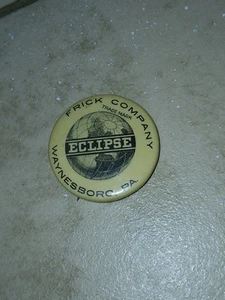 FRICK COMPANY
TRADE MARK
ECLIPSE
WAYNESBORO, PA.